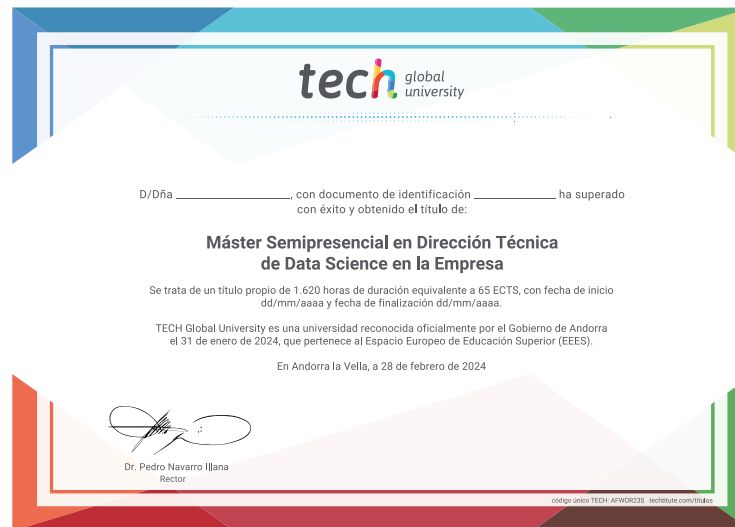 tech global
university
D/Dña ____________________, con documento de identificación ______________ ha superado
con éxito y obtenido el título de:
Máster Semipresencial en Dirección Técnica
de Data Science en la Empresa
Se trata de un título propio de 1.620 horas de duración equivalente a 65 ECTS, con fecha de inicio
dd/mm/aaaa y fecha de finalización dd/mm/aaaa.
TECH Global University es una universidad reconocida oficialmente por el Gobierno de Andorra
el 31 de enero de 2024, que pertenece al Espacio Europeo de Educación Superior (EEES).
En Andorra la Vella, a 28 de febrero de 2024
Dr. Pedro Navarro Illana
Rector
código único TECH: AFWOR23S techtitute.com/titulos